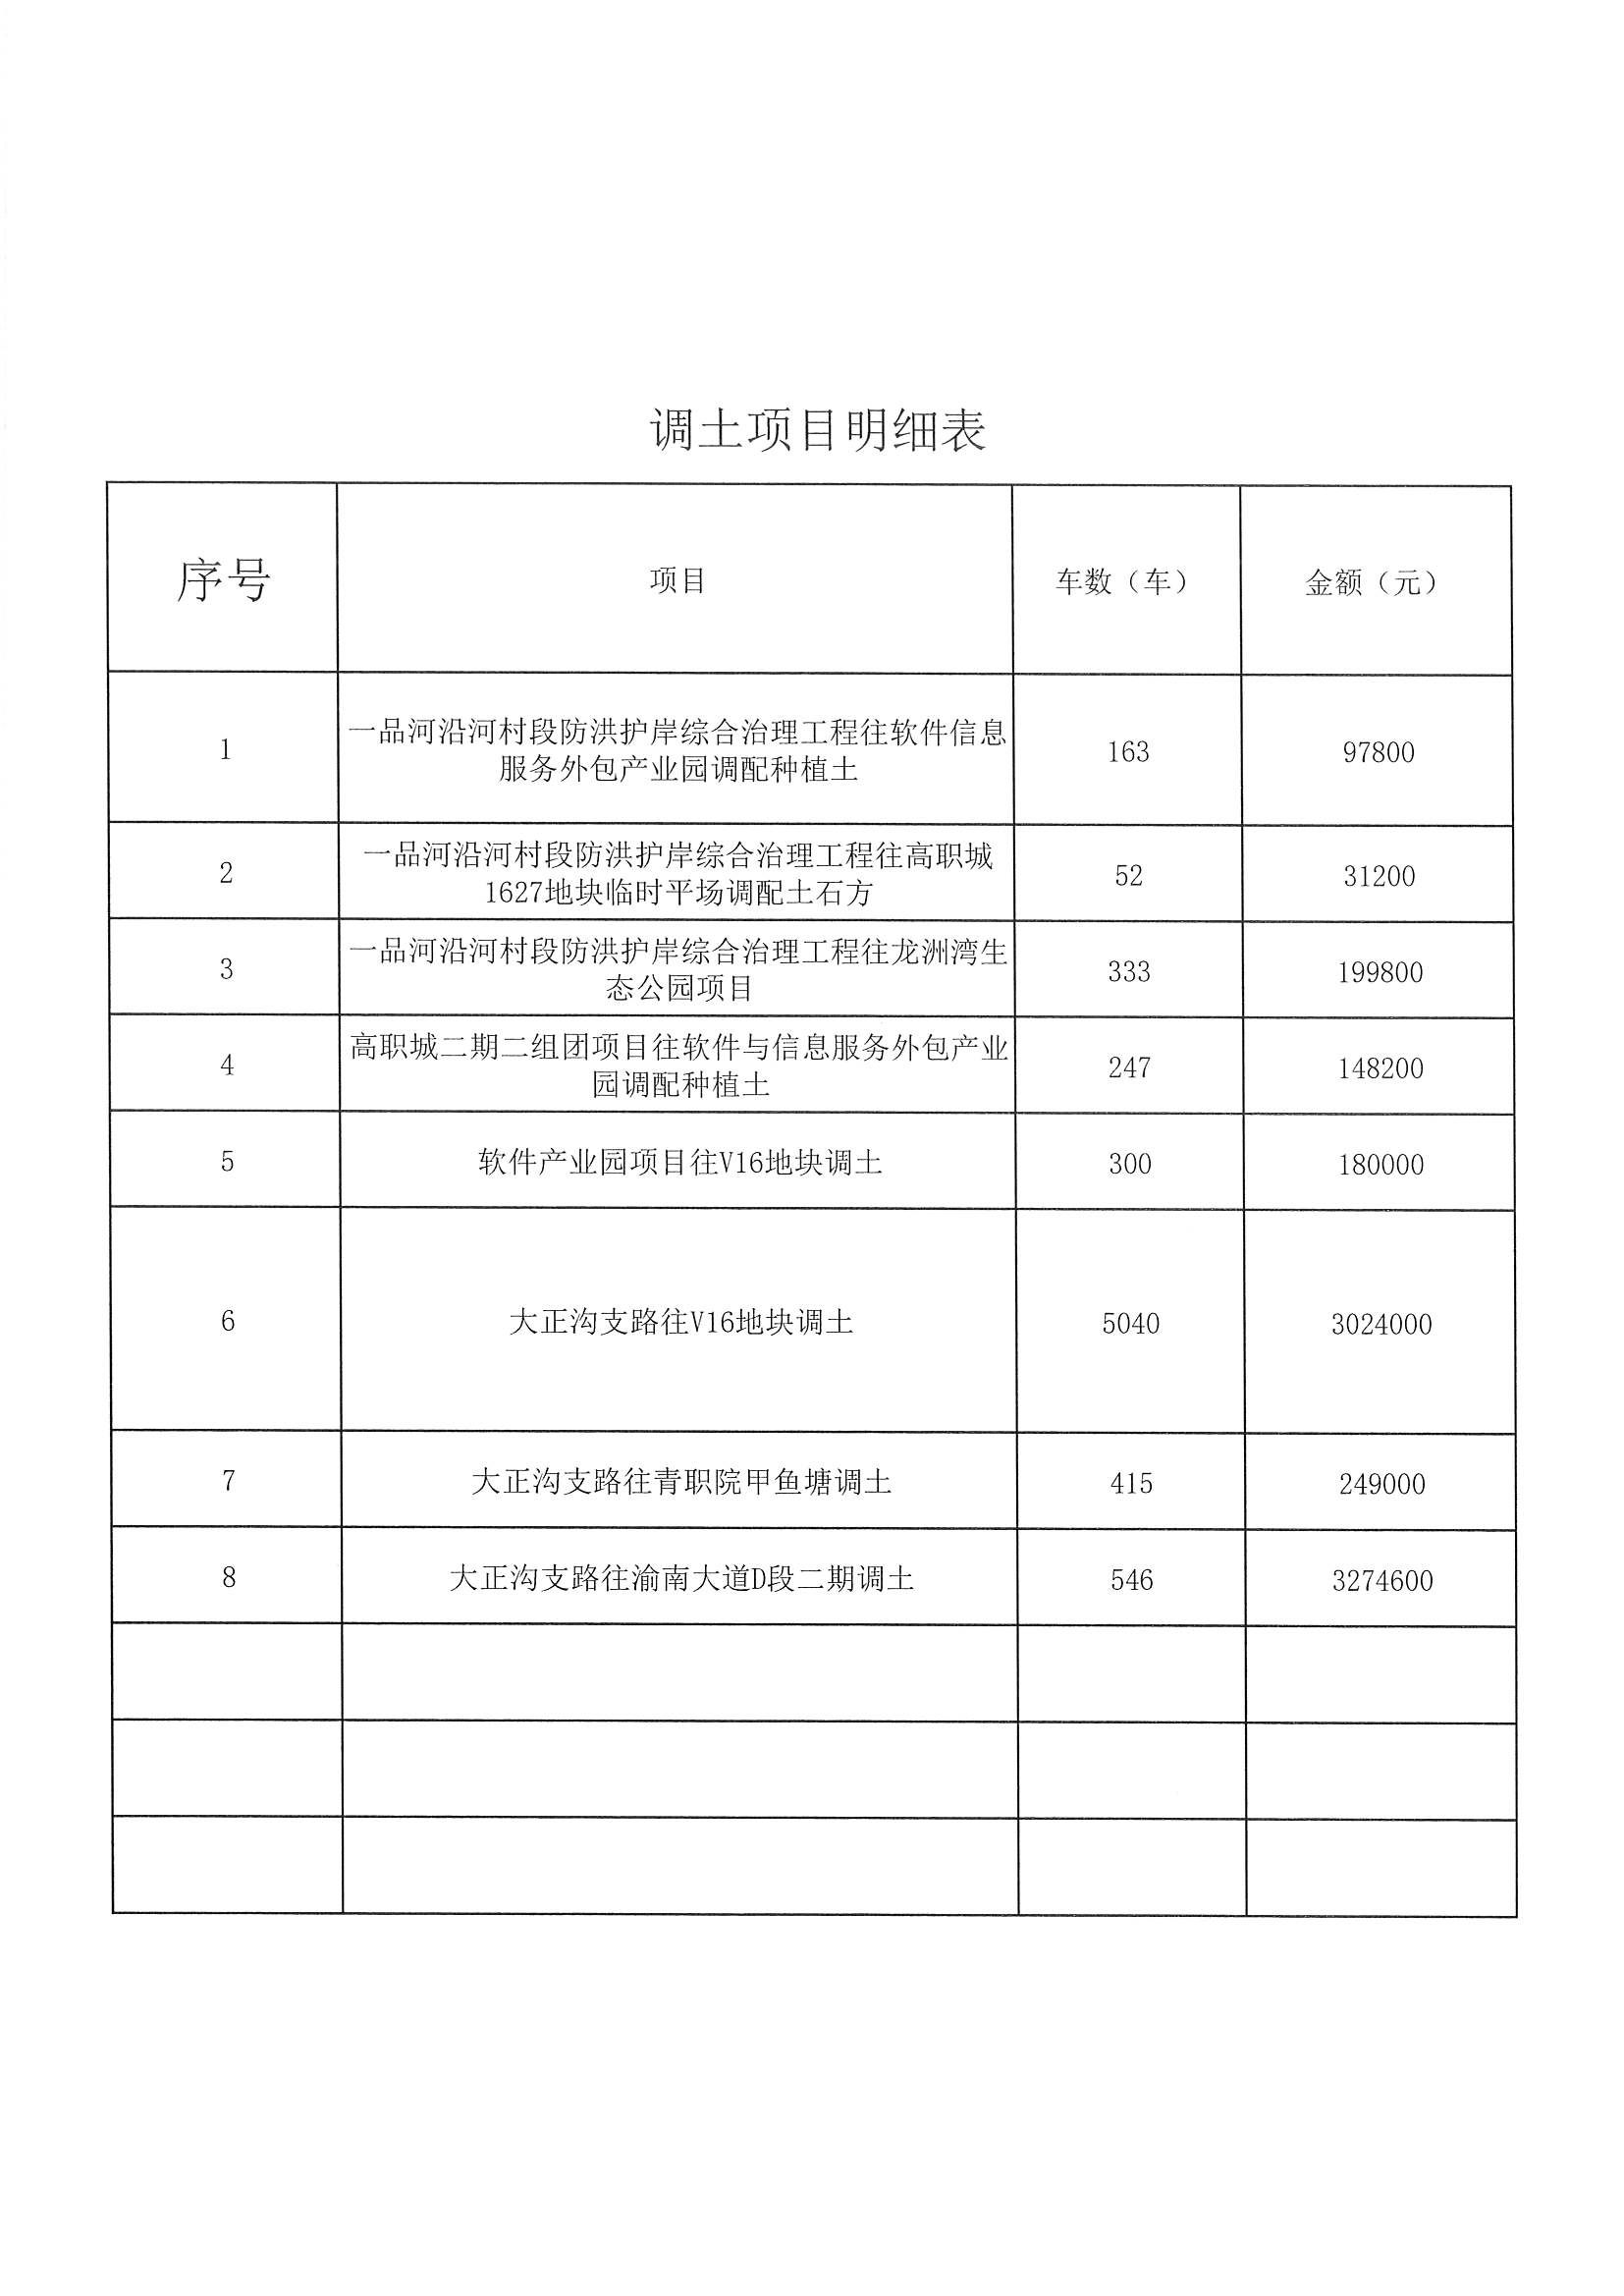 调土项目明细表
序号 项目 车数（车） 金额（元）
1 一品河沿河村段防洪护岸综合治理工程往软件信息 163 97800
服务外包产业园调配种植土
2 一品河沿河村段防洪护岸综合治理工程往高职城 52 31200
1627地块临时平场调配土石方
3 一品河沿河村段防洪护岸综合治理工程往龙洲湾生 333 199800
态公园项目
4 高职城二期二组团项目往软件与信息服务外包产业 247 148200
园调配种植土
5 软件产业园项目往V16地块调土 300 180000
6 大正沟支路往V16地块调土 5040 3024000
7 大正沟支路往青职院甲鱼塘调土 415 249000
8 大正沟支路往渝南大道D段二期调土 546 3274600